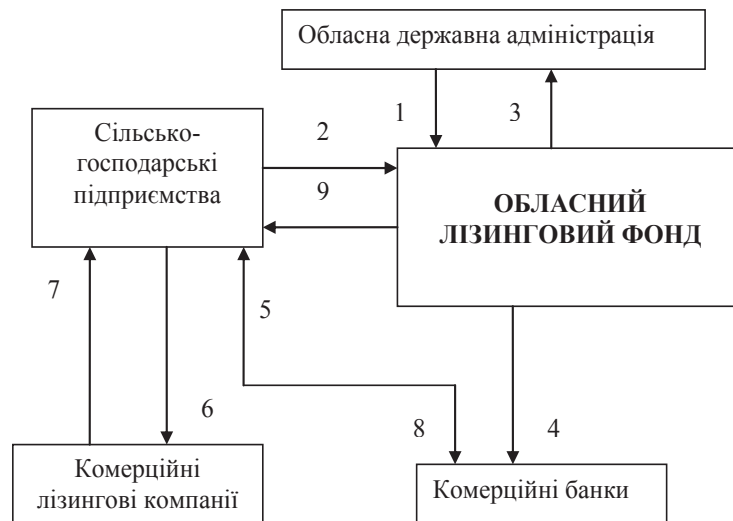 Обласна державна адміністрація
1
3
Сільсько-
господарські
підприємства
2
9
ОБЛАСНИЙ
ЛІЗИНГОВИЙ ФОНД
7
5
6
8
4
Комерційні
лізингові компанії
Комерційні банки